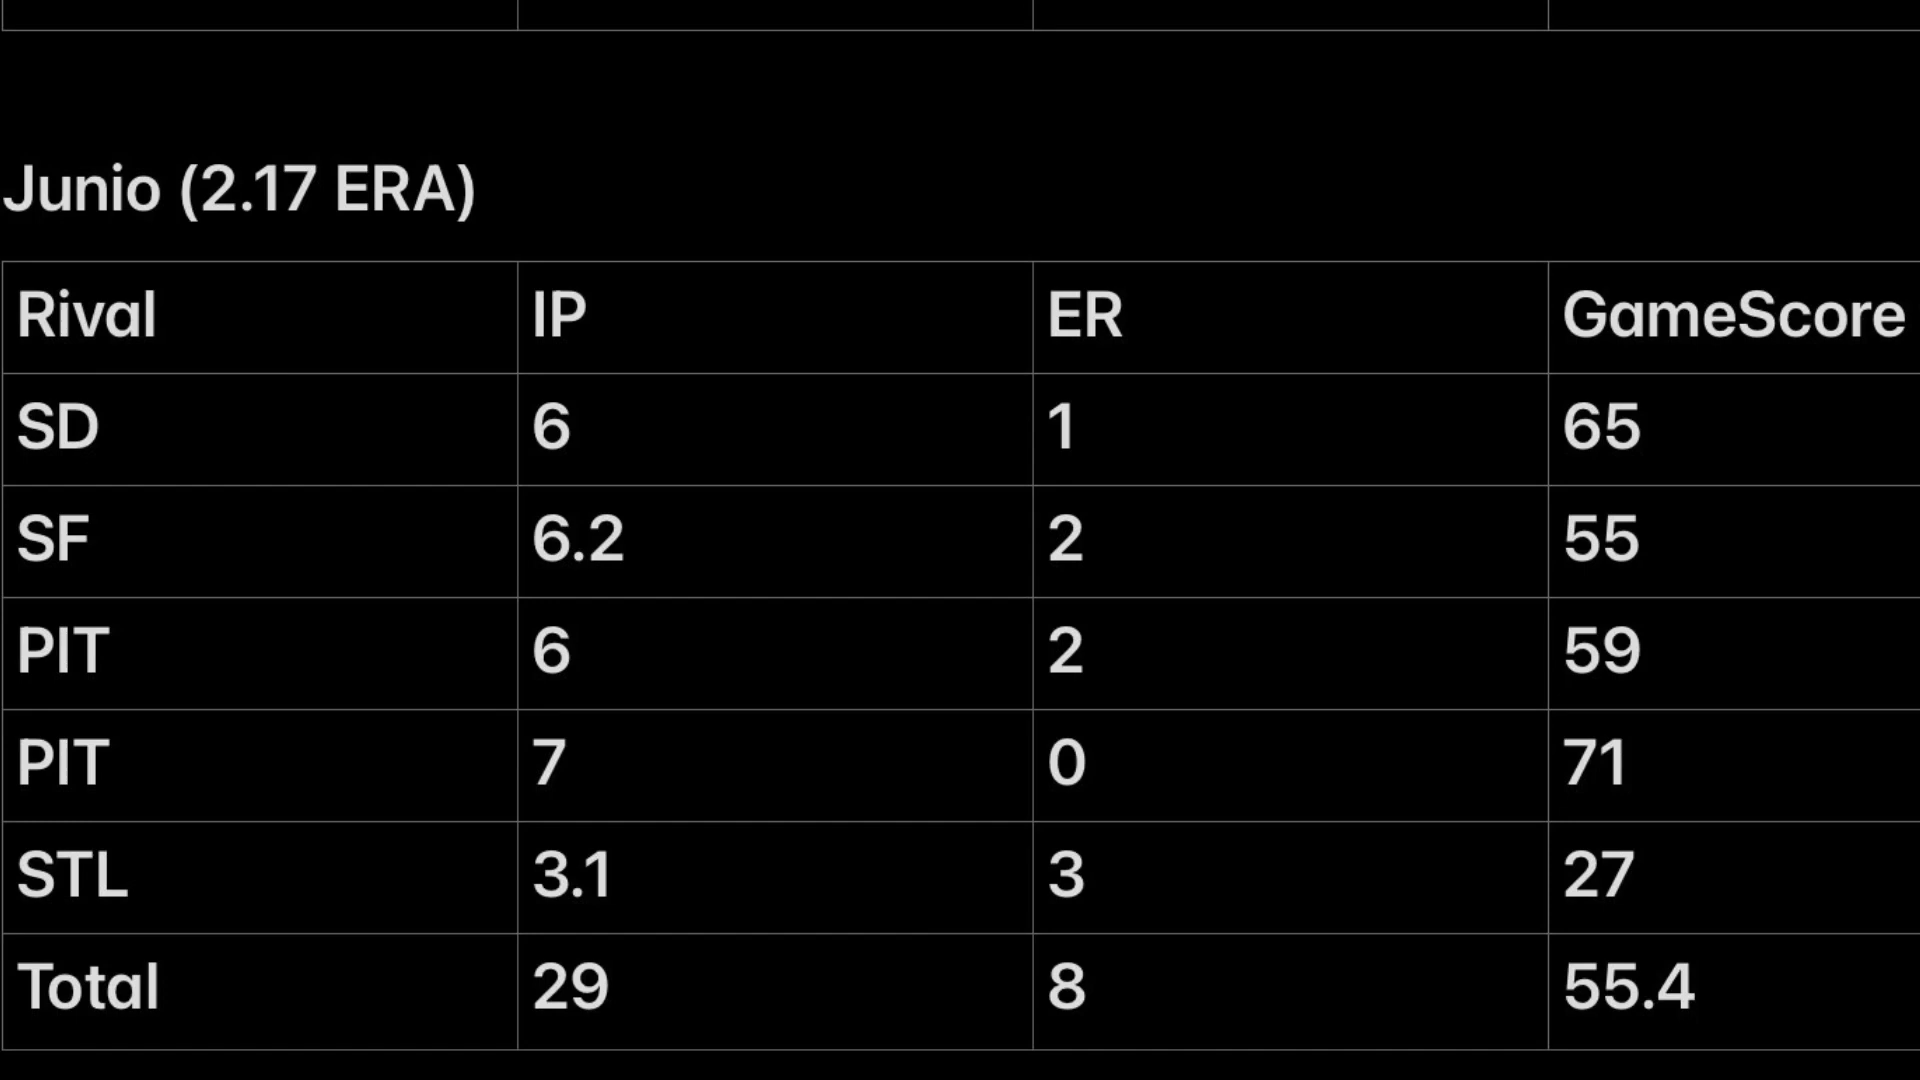 Junio (2.17 ERA)
Rival IP ER GameScore
SD 6 1 65
SF 6.2 2 55
PIT 6 2 59
PIT 7 0 71
STL 3.1 3 27
Total 29 8 55.4